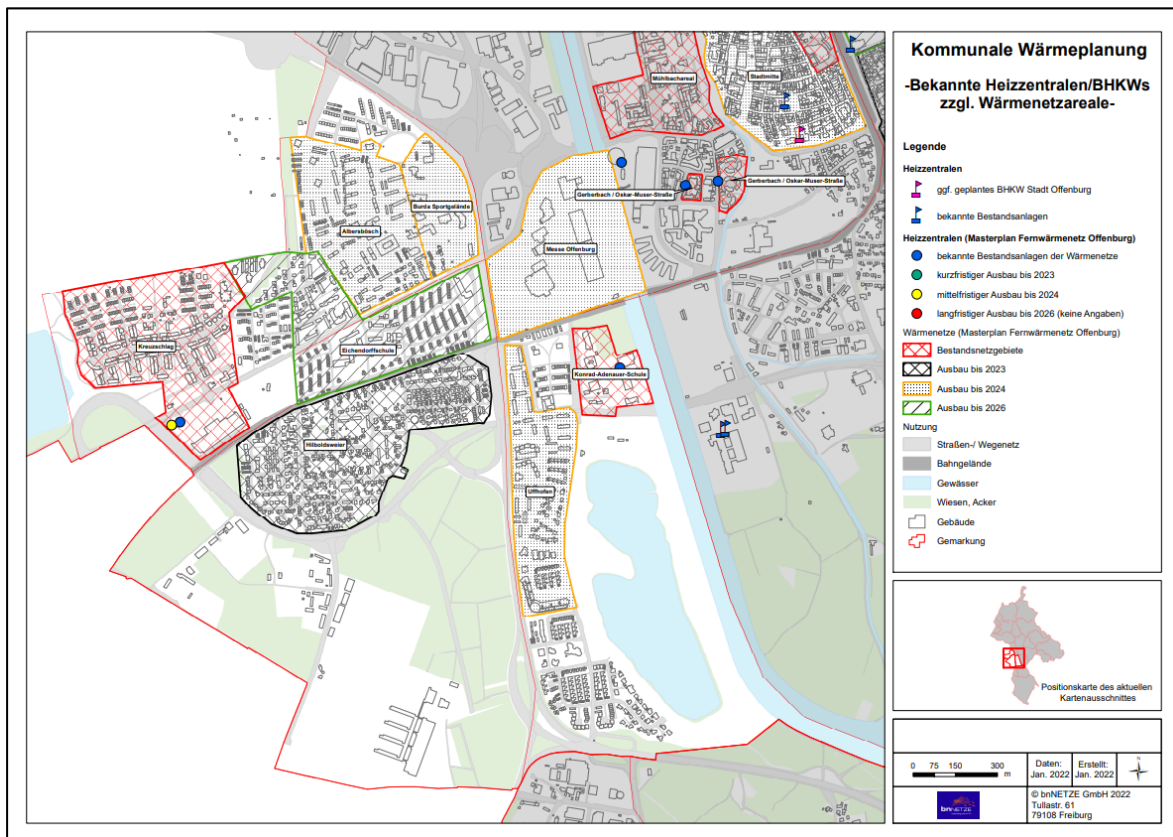 Kommunale Wärmeplanung
-Bekannte Heizzentralen/BHKWs
zzgl. Wärmenetzareale-
Legende
Heizzentralen
ggf. geplantes BHKW Stadt Offenburg
bekannte Bestandsanlagen
Heizzentralen (Masterplan Fernwärmenetz Offenburg)
bekannte Bestandsanlagen der Wärmenetze
kurzfristiger Ausbau bis 2023
mittelfristiger Ausbau bis 2024
langfristiger Ausbau bis 2026 (keine Angaben)
Wärmenetze (Masterplan Fernwärmenetz Offenburg)
Bestandsnetzgebiete
Ausbau bis 2023
Ausbau bis 2024
Ausbau bis 2026
Nutzung
Straßen-/ Wegenetz
Bahngelände
Gewässer
Wiesen, Acker
Gebäude
Gemarkung
Positionskarte des aktuellen
Kartenausschnittes
0 75 150 300
m
Daten:
Jan. 2022
Erstellt:
Jan. 2022
N
bnNETZE
© bnNETZE GmbH 2022
Tullastr. 61
79108 Freiburg
Mühlbachareal
Stadtmitte
Gerberbach / Oskar-Muser-Straße
Gerberbach / Oskar-Muser-Straße
Burda Sportgelände
Albersbösch
Messe Offenburg
Kreuzschlag
Eichendorffschule
Konrad-Adenauer-Schule
Hilboldsweier
Uffhofen